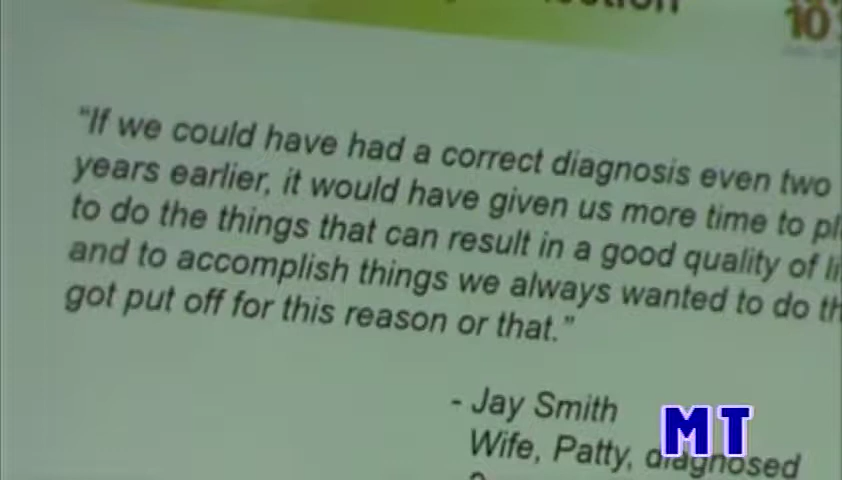 10
"If we could have had a correct diagnosis even two
years earlier, it would have given us more time to
to do the things that can result in a good quality of
and to accomplish things we always wanted to do
got put off for this reason or that."
- Jay Smith
Wife, Patty, diagnosed
MT